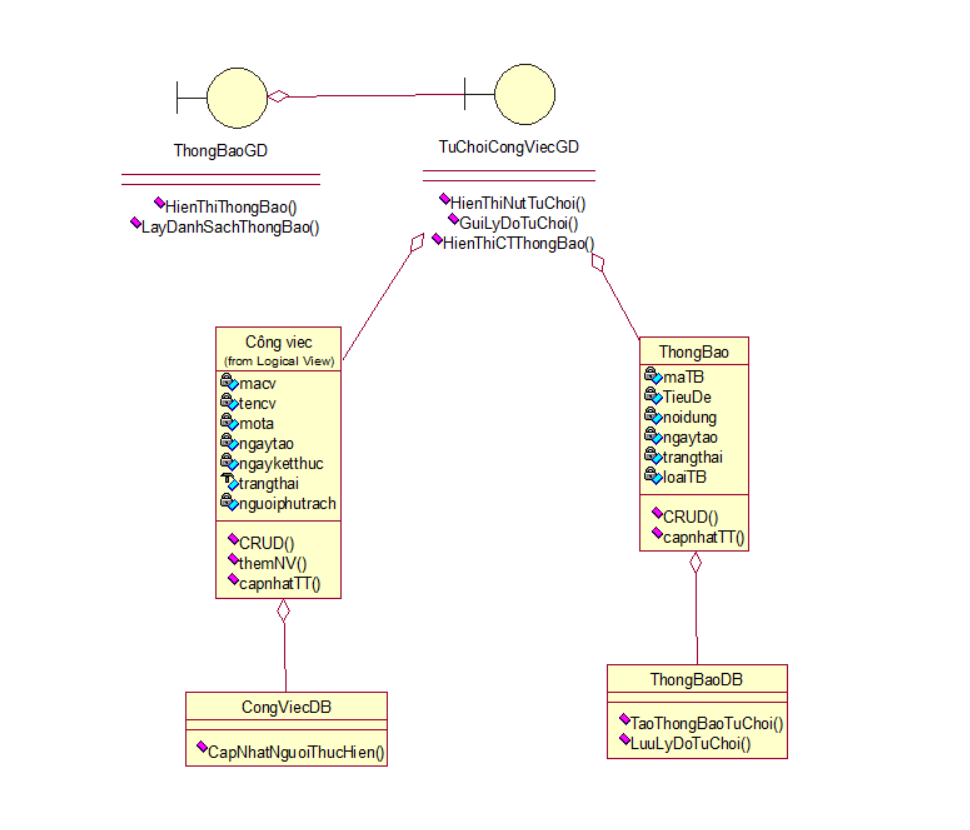 ThongBaoGD
HienThiThongBao()
LayDanhSachThongBao()
TuChoiCongViecGD
HienThiNutTuChoi()
GuiLyDoTuChoi()
HienThiCTThongBao()
Công viec
(from Logical View)
macv
tencv
mota
ngaytao
ngayketthuc
trangthai
nguoiphutrach
CRUD()
themNV()
capnhatTT()
ThongBao
maTB
TieuDe
noidung
ngaytao
trangthai
loaiTB
CRUD()
capnhatTT()
CongViecDB
CapNhatNguoiThucHien()
ThongBaoDB
TaoThongBaoTuChoi()
LuuLyDoTuChoi()